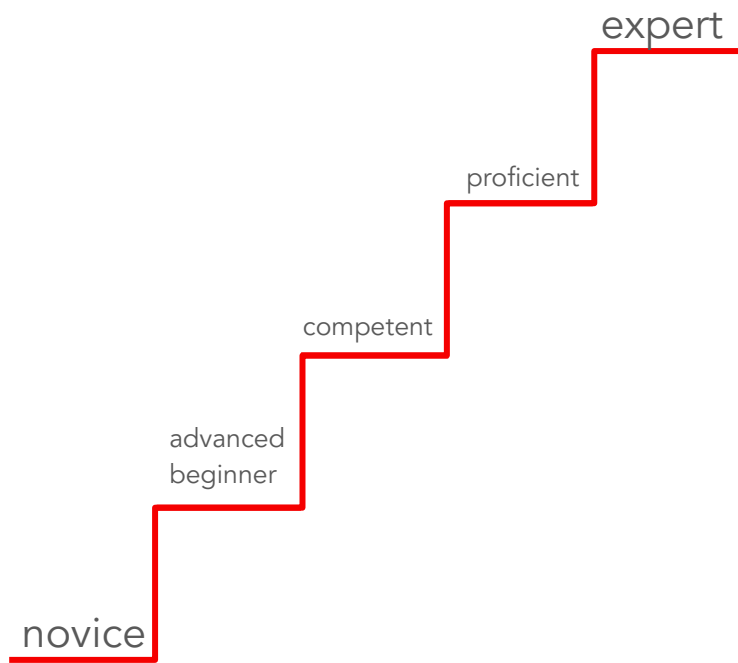 expert
proficient
competent
advanced
beginner
novice